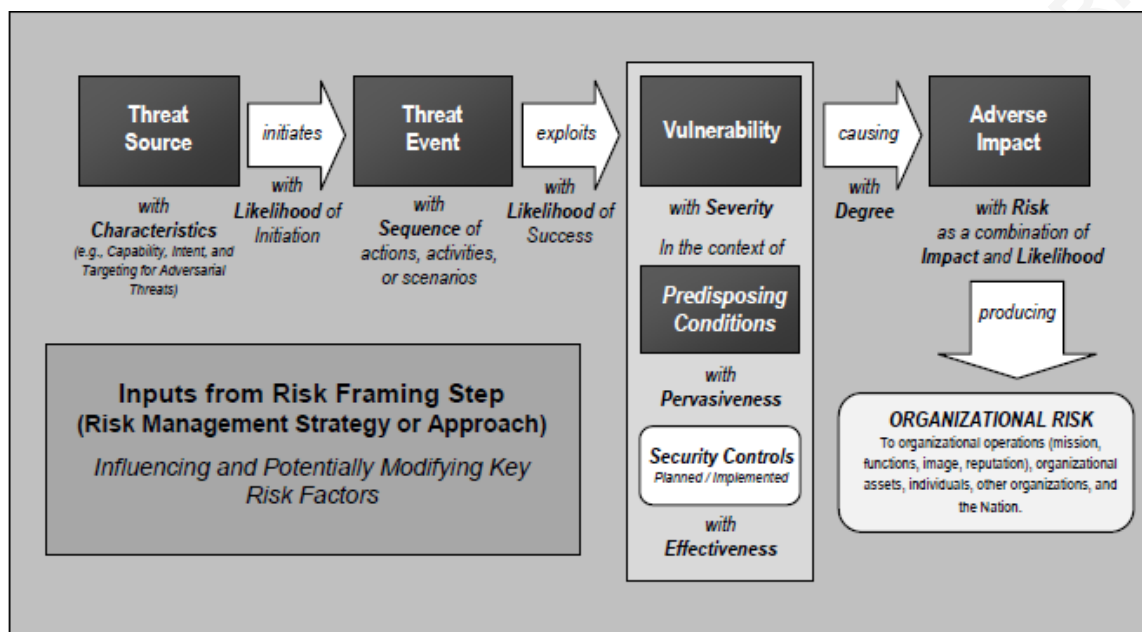 Threat
Source
initiates
Threat
Event
exploits
Vulnerability
causing
Adverse
Impact
with
Characteristics
(e.g., Capability, Intent, and
Targeting for Adversarial
Threats)
with
Likelihood of
Initiation
with
Sequence of
actions, activities,
or scenarios
with
Likelihood of
Success
with Severity
In the context of
Predisposing
Conditions
with
Pervasiveness
Security Controls
Planned / Implemented
with
Effectiveness
with
Degree
with Risk
as a combination of
Impact and Likelihood
producing
ORGANIZATIONAL RISK
To organizational operations (mission,
functions, image, reputation), organizational
assets, individuals, other organizations, and
the Nation.
Inputs from Risk Framing Step
(Risk Management Strategy or Approach)
Influencing and Potentially Modifying Key
Risk Factors